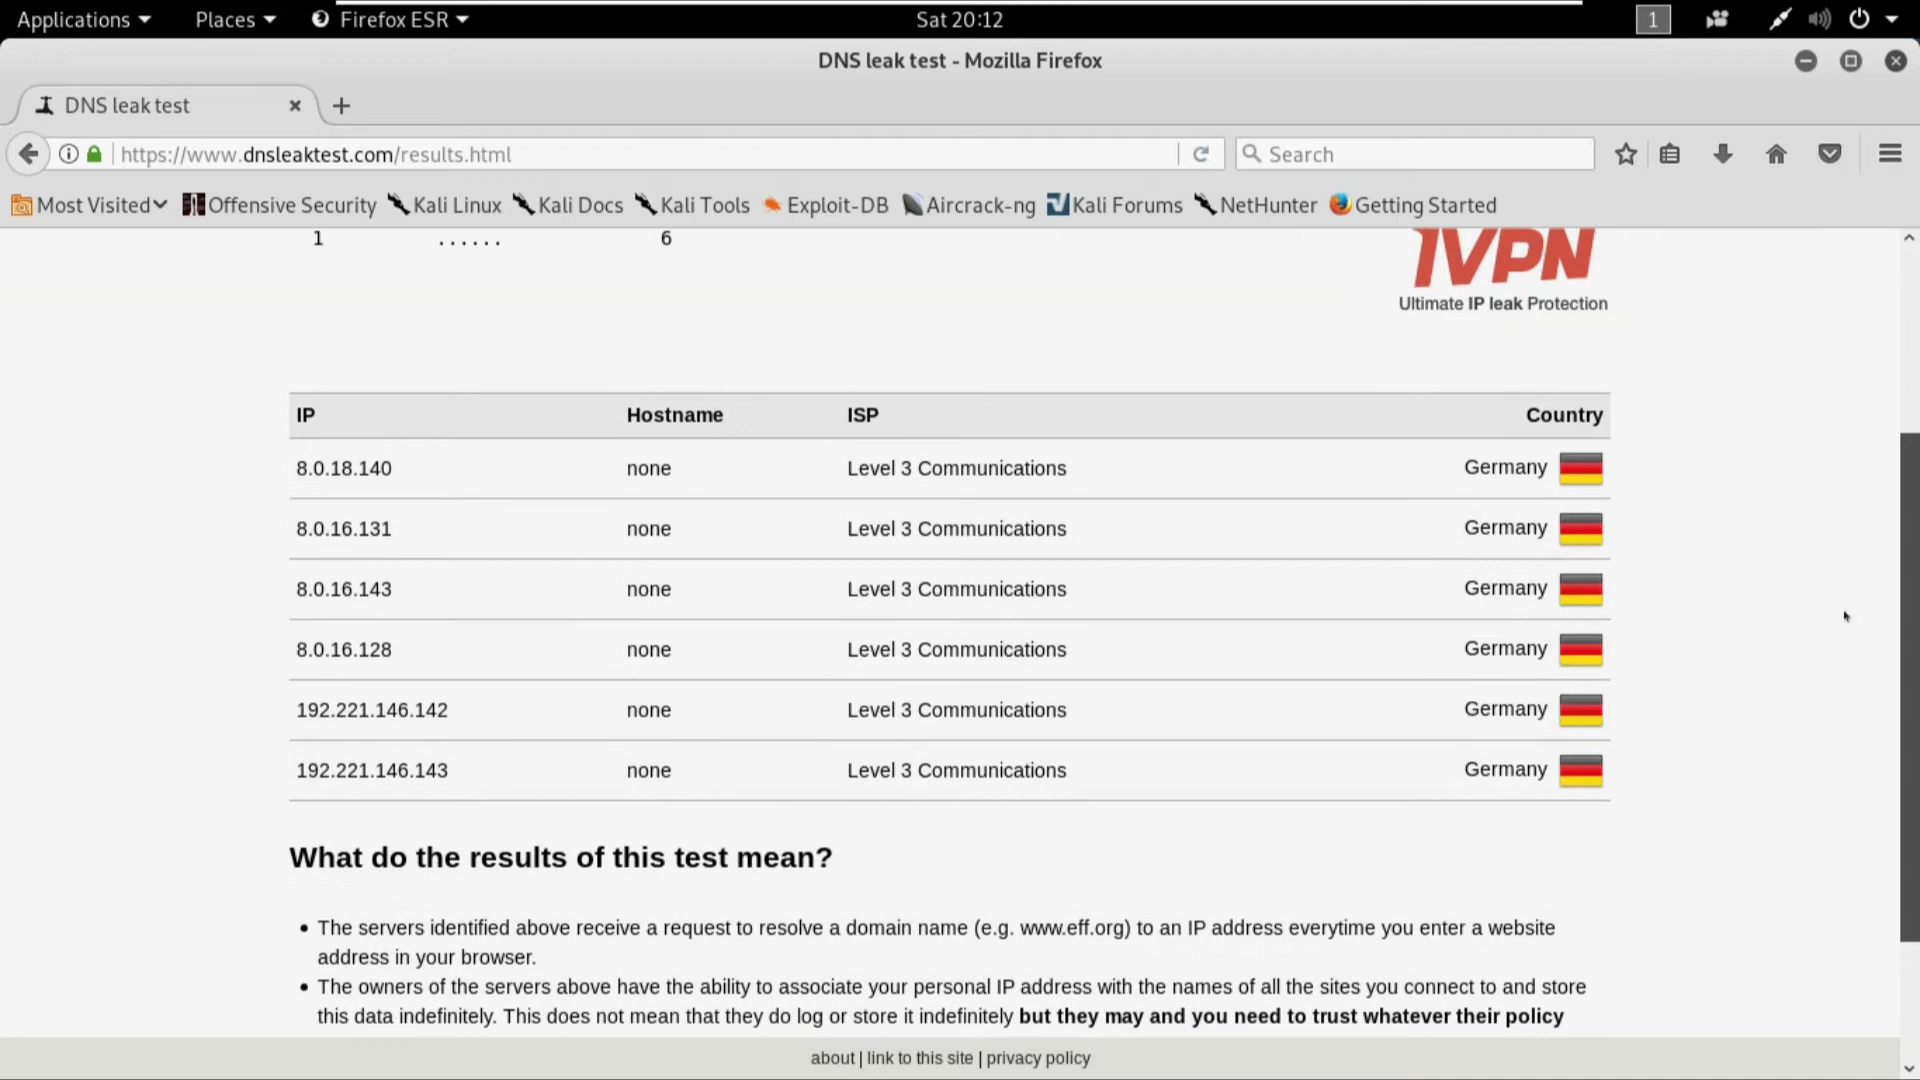 Applications Places Firefox ESR Sat 20:12 1
DNS leak test - Mozilla Firefox
DNS leak test
https://www.dnsleaktest.com/results.html Search
Most Visited Offensive Security Kali Linux Kali Docs Kali Tools Exploit-DB Aircrack-ng Kali Forums NetHunter Getting Started
1 ...... 6
IVPN
Ultimate IP leak Protection
IP Hostname ISP Country
8.0.18.140 none Level 3 Communications Germany
8.0.16.131 none Level 3 Communications Germany
8.0.16.143 none Level 3 Communications Germany
8.0.16.128 none Level 3 Communications Germany
192.221.146.142 none Level 3 Communications Germany
192.221.146.143 none Level 3 Communications Germany
What do the results of this test mean?
• The servers identified above receive a request to resolve a domain name (e.g. www.eff.org) to an IP address everytime you enter a website
address in your browser.
• The owners of the servers above have the ability to associate your personal IP address with the names of all the sites you connect to and store
this data indefinitely. This does not mean that they do log or store it indefinitely but they may and you need to trust whatever their policy
about | link to this site | privacy policy